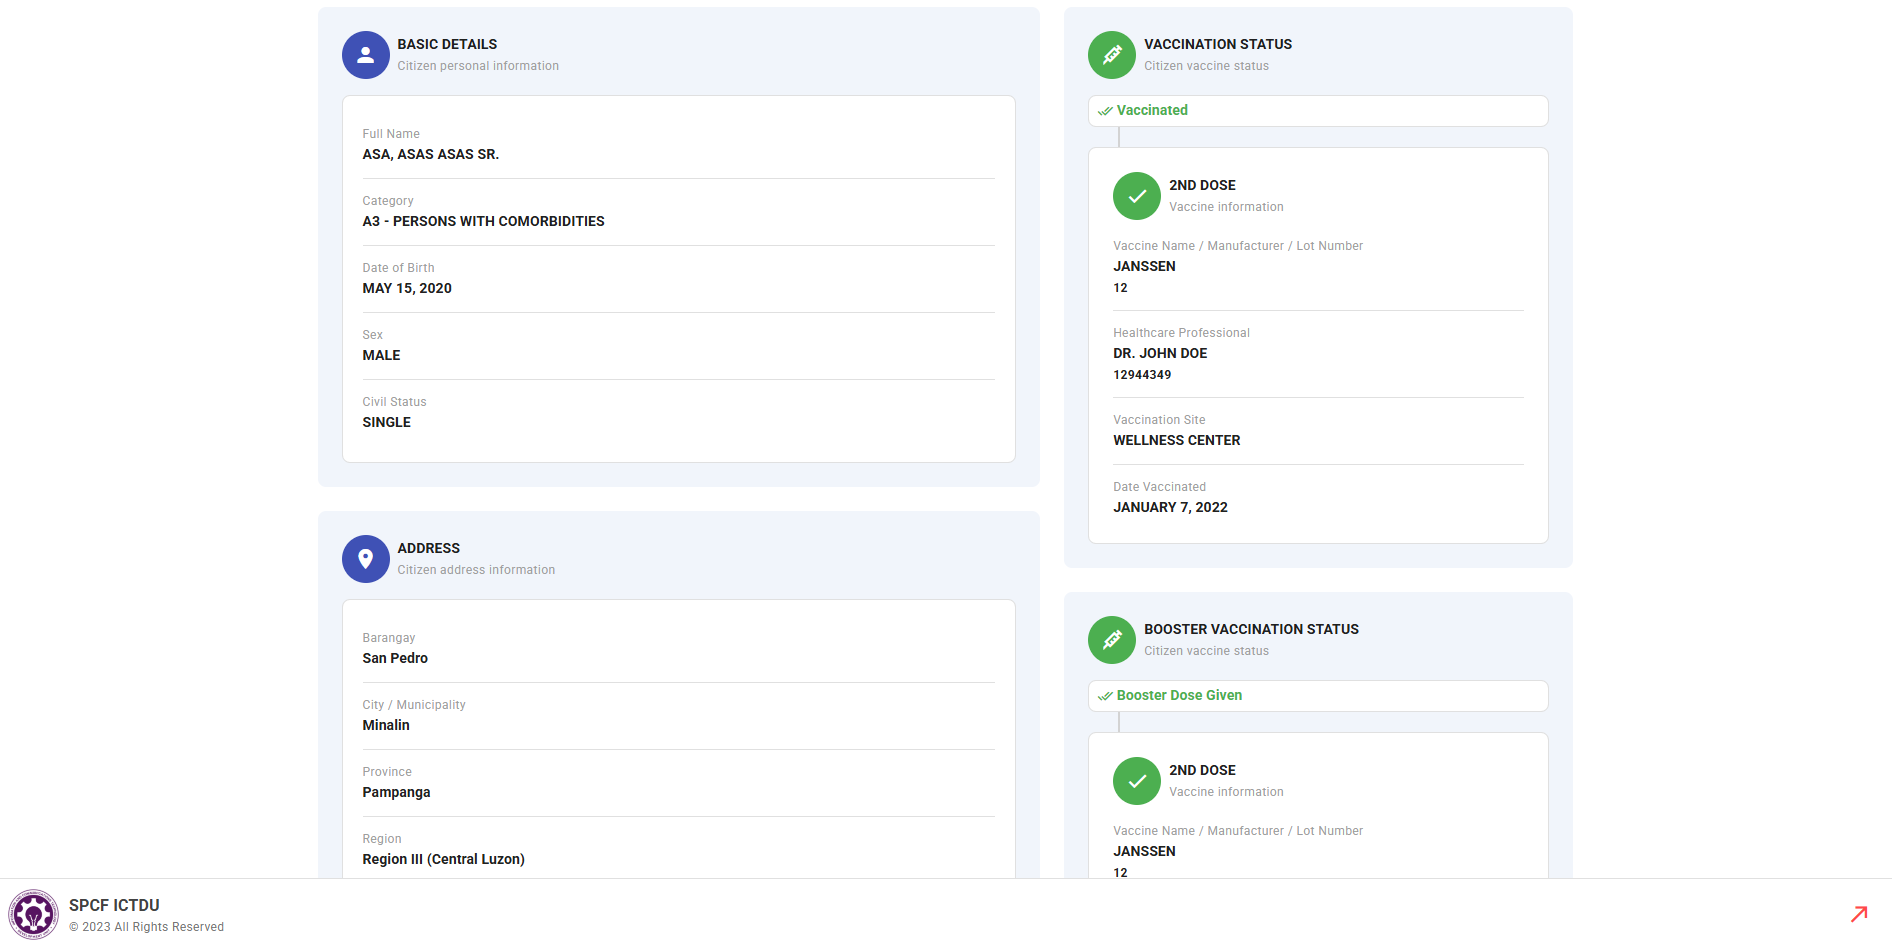 BASIC DETAILS
Citizen personal information
Full Name
ASA, ASAS ASAS SR.
Category
A3 - PERSONS WITH COMORBIDITIES
Date of Birth
MAY 15, 2020
Sex
MALE
Civil Status
SINGLE
ADDRESS
Citizen address information
Barangay
San Pedro
City / Municipality
Minalin
Province
Pampanga
Region
Region III (Central Luzon)
VACCINATION STATUS
Citizen vaccine status
Vaccinated
2ND DOSE
Vaccine information
Vaccine Name / Manufacturer / Lot Number
JANSSEN
12
Healthcare Professional
DR. JOHN DOE
12944349
Vaccination Site
WELLNESS CENTER
Date Vaccinated
JANUARY 7, 2022
BOOSTER VACCINATION STATUS
Citizen vaccine status
Booster Dose Given
2ND DOSE
Vaccine information
Vaccine Name / Manufacturer / Lot Number
JANSSEN
12
SPCF ICTDU
© 2023 All Rights Reserved